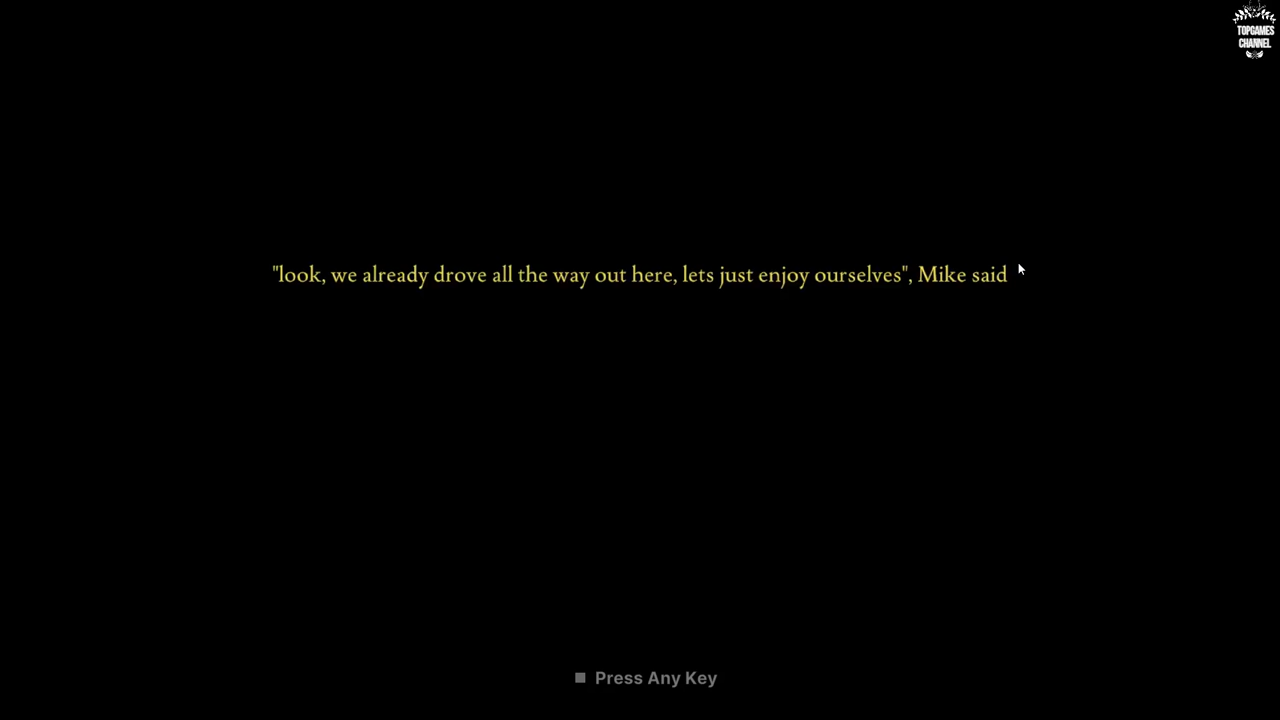 TOPGAMES
CHANNEL
"look, we already drove all the way out here, lets just enjoy ourselves", Mike said
Press Any Key